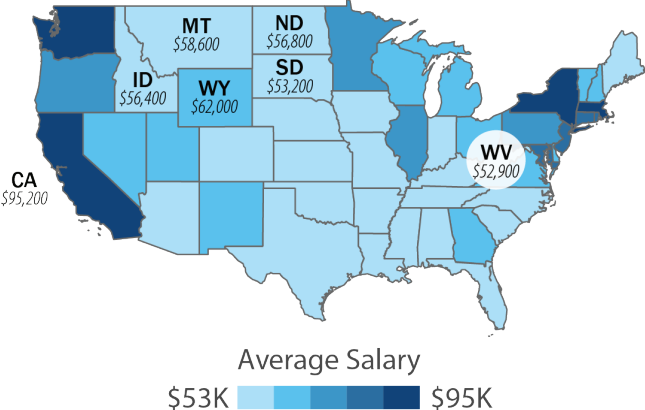 MT
$58,600
ND
$56,800
SD
$53,200
ID
$56,400
WY
$62,000
WV
$52,900
CA
$95,200
Average Salary
$53K
$95K